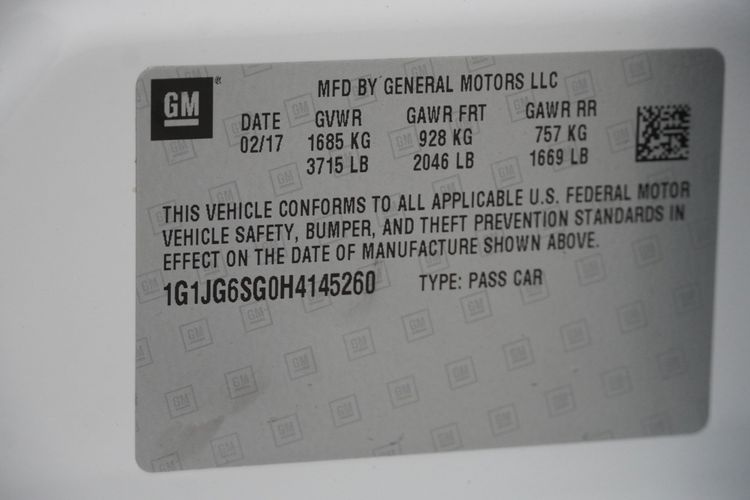 GM
MFD BY GENERAL MOTORS LLC
DATE GVWR GAWR FRT GAWR RR
02/17 1685 KG 928 KG 757 KG
3715 LB 2046 LB 1669 LB
THIS VEHICLE CONFORMS TO ALL APPLICABLE U.S. FEDERAL MOTOR
VEHICLE SAFETY, BUMPER, AND THEFT PREVENTION STANDARDS IN
EFFECT ON THE DATE OF MANUFACTURE SHOWN ABOVE.
1G1JG6SG0H4145260 TYPE: PASS CAR